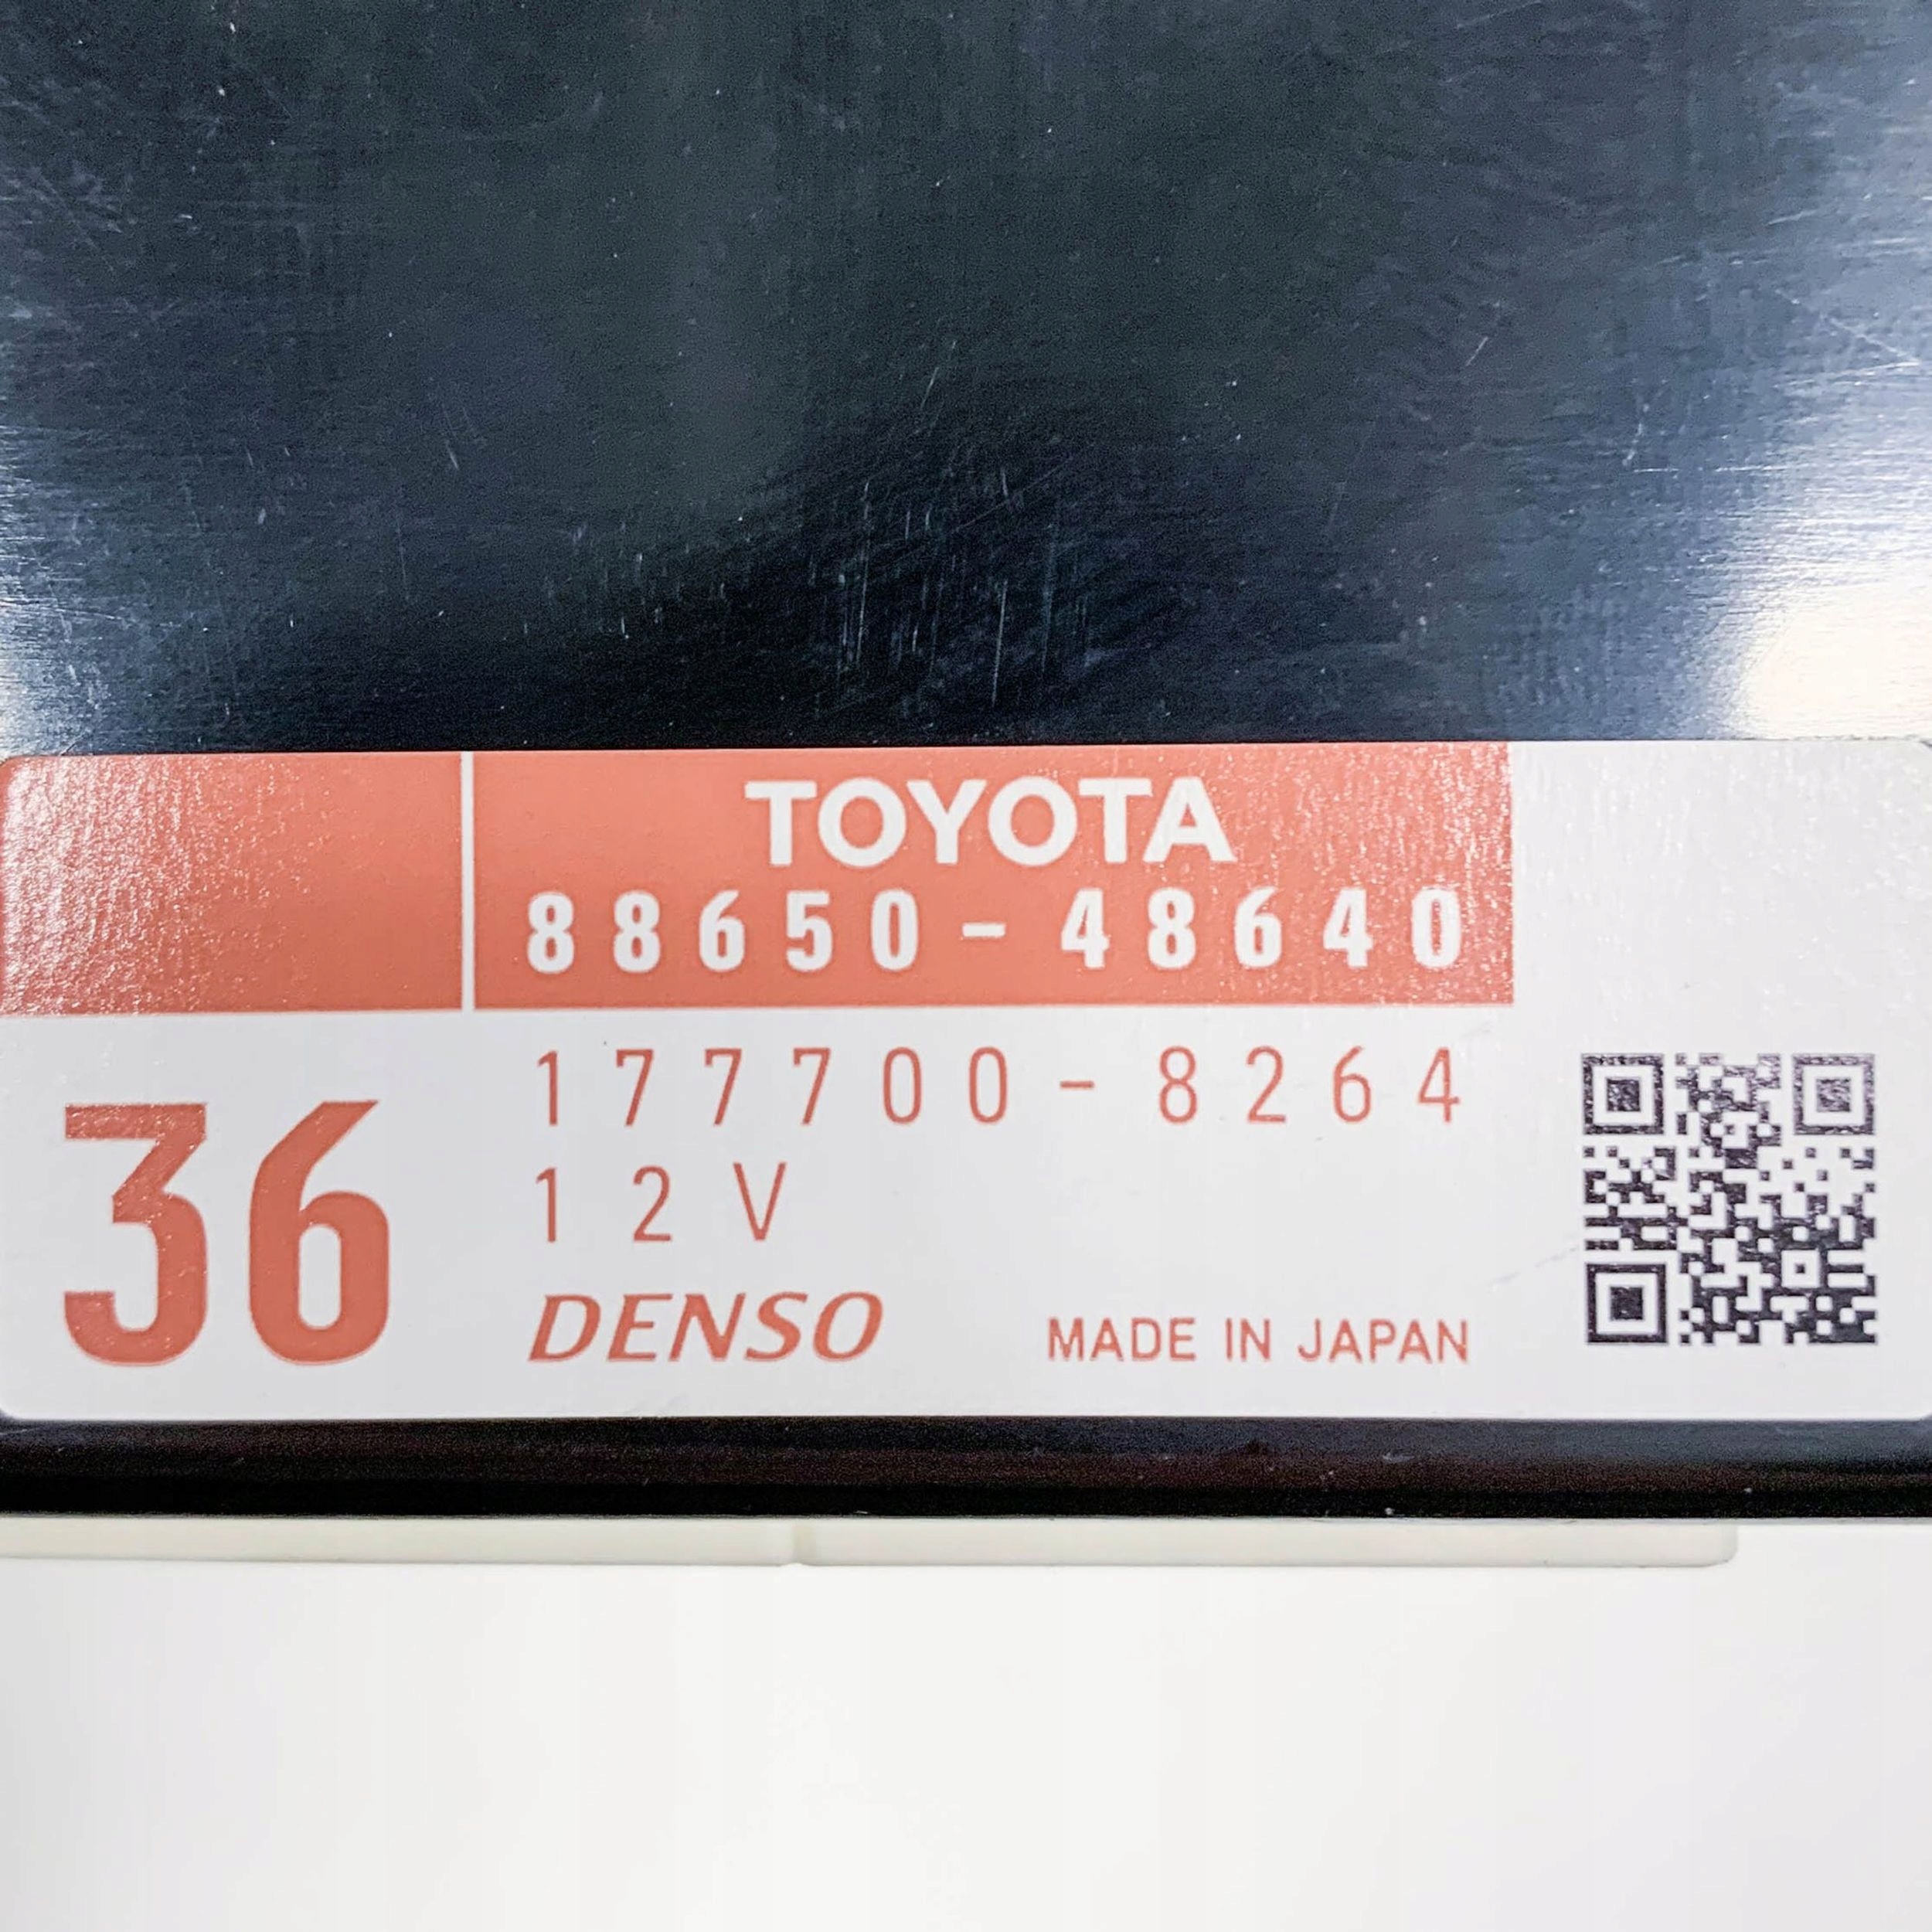 TOYOTA
88650-48640
36
177700-8264
12V
DENSO
MADE IN JAPAN